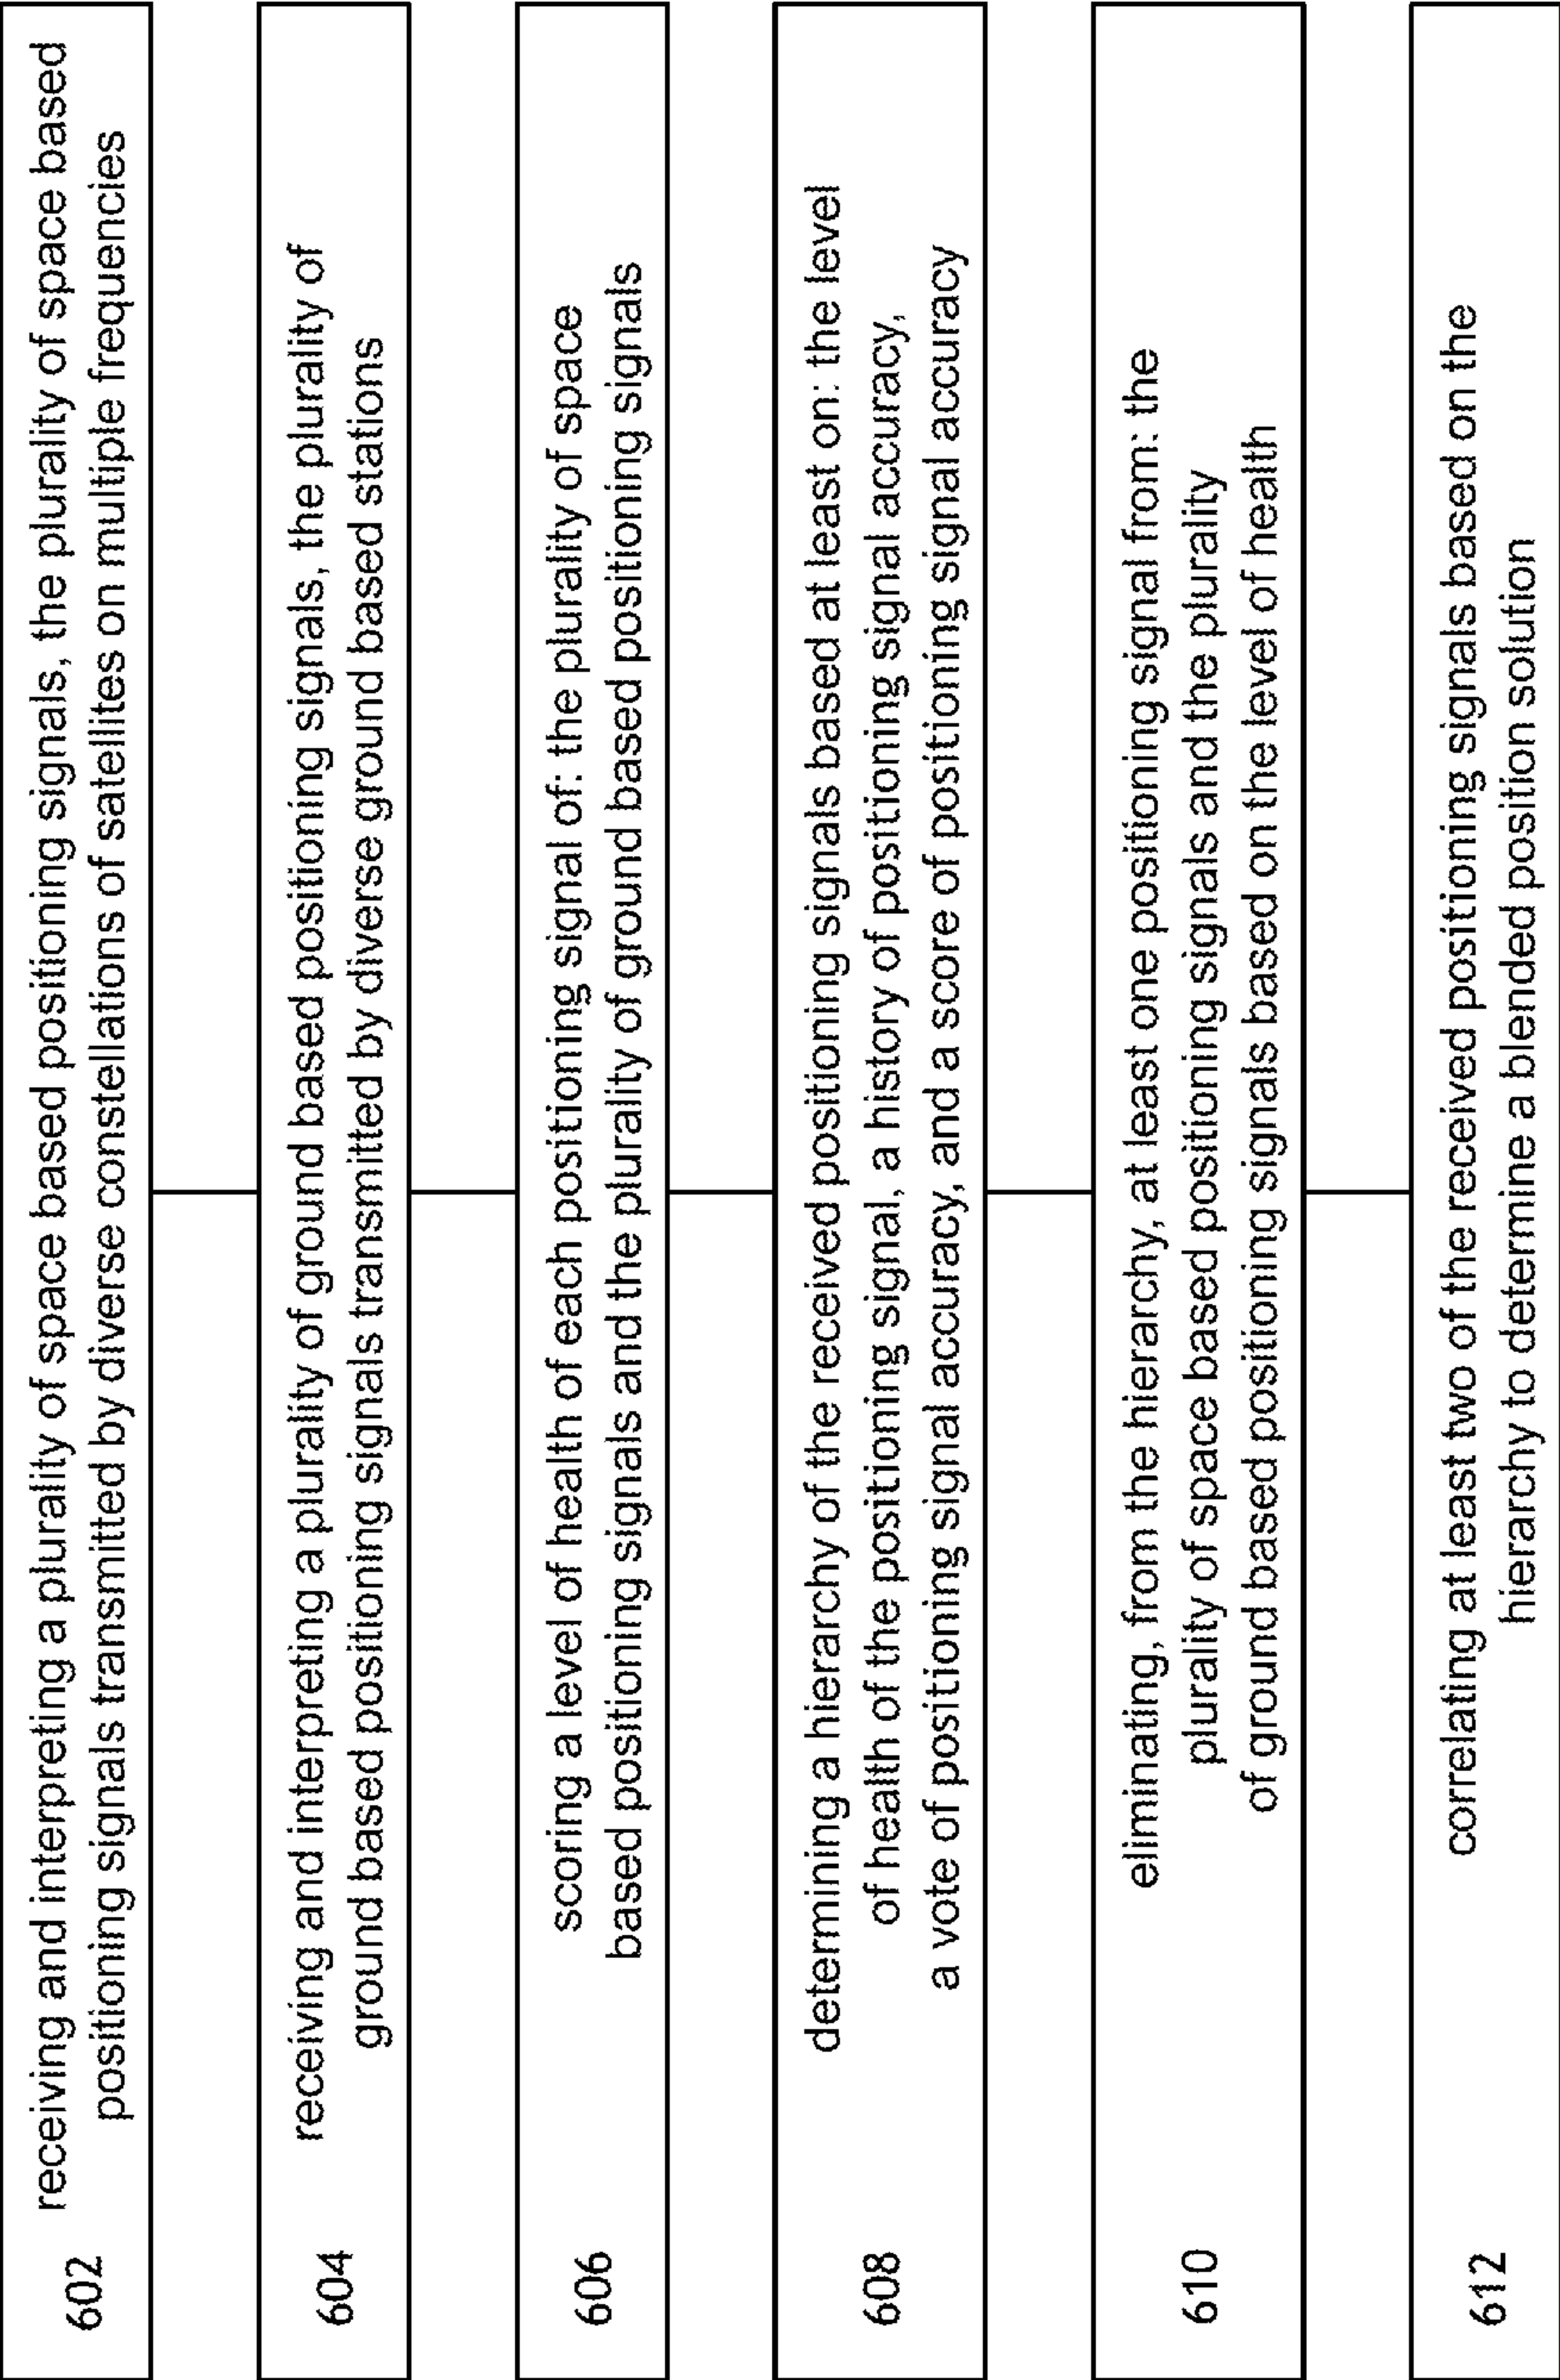 602
receiving and interpreting a plurality of space based positioning signals, the plurality of space based
positioning signals transmitted by diverse constellations of satellites on multiple frequencies
604
receiving and interpreting a plurality of ground based positioning signals, the plurality of
ground based positioning signals transmitted by diverse ground based stations
606
scoring a level of health of each positioning signal of: the plurality of space
based positioning signals and the plurality of ground based positioning signals
608
determining a hierarchy of the received positioning signals based at least on: the level
of health of the positioning signal, a history of positioning signal accuracy,
a vote of positioning signal accuracy, and a score of positioning signal accuracy
610
eliminating, from the hierarchy, at least one positioning signal from: the
plurality of space based positioning signals and the plurality
of ground based positioning signals based on the level of health
612
correlating at least two of the received positioning signals based on the
hierarchy to determine a blended position solution